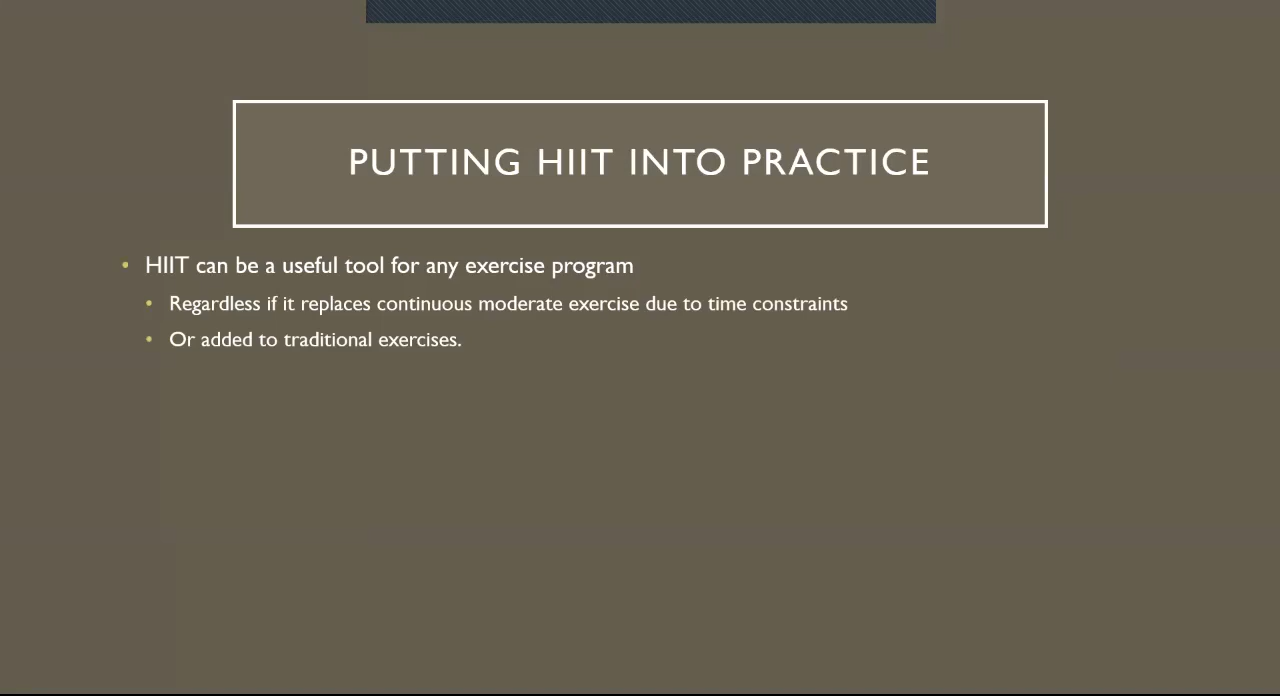 PUTTING HIIT INTO PRACTICE
• HIIT can be a useful tool for any exercise program
• Regardless if it replaces continuous moderate exercise due to time constraints
• Or added to traditional exercises.